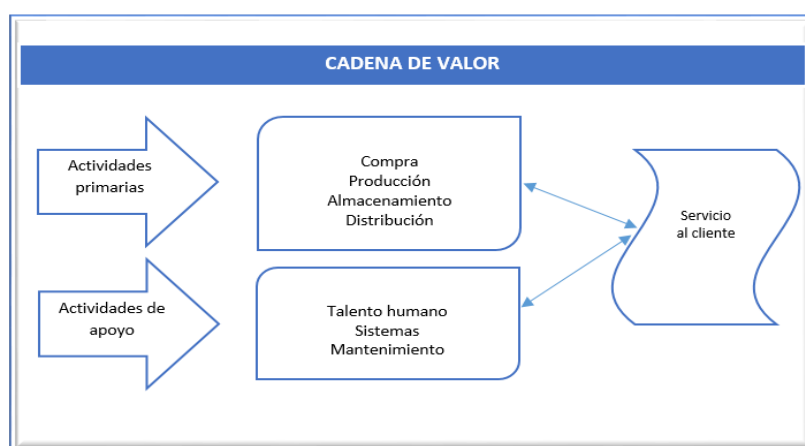 CADENA DE VALOR
Actividades
primarias
Compra
Producción
Almacenamiento
Distribución
Servicio
al cliente
Actividades de
apoyo
Talento humano
Sistemas
Mantenimiento